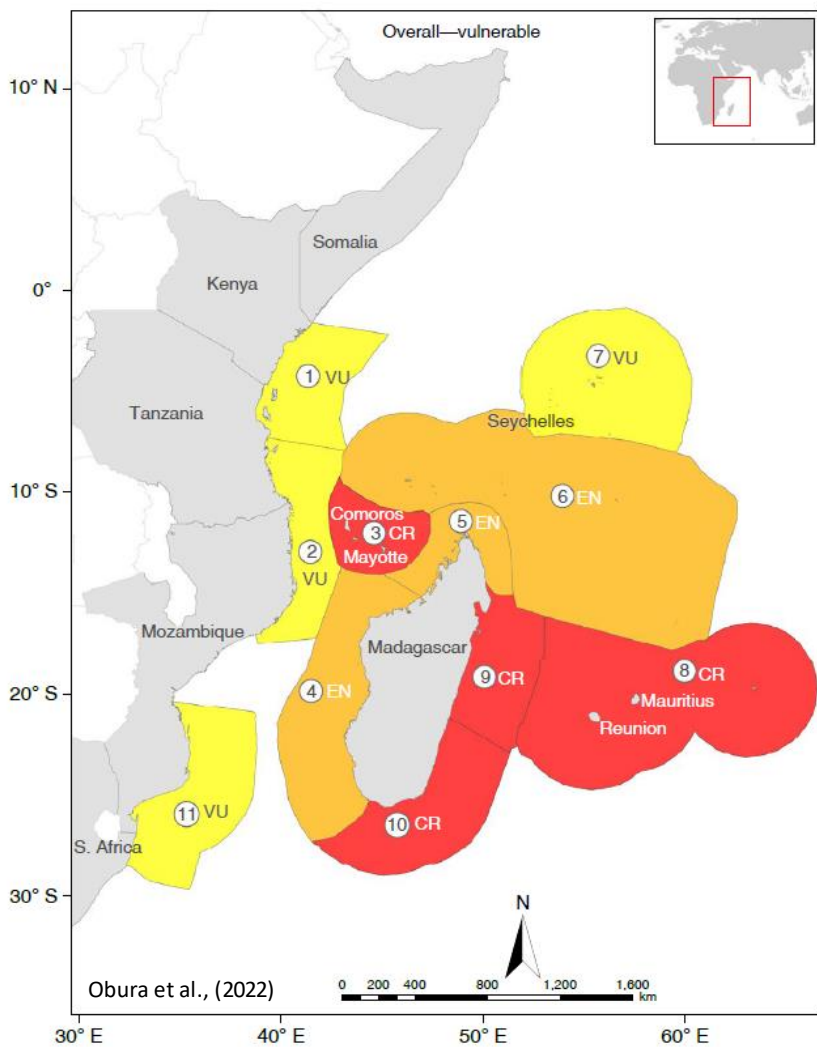 Overall—vulnerable
10° N
Somalia
Kenya
0°
7 VU
1 VU
Tanzania
Seychelles
10° S
6 EN
Comoros
5 EN
3 CR
2
Mayotte
VU
Mozambique
Madagascar
8 CR
9 CR
20° S
4 EN
Mauritius
Reunion
11 VU
10 CR
S. Africa
30° S
N
Obura et al., (2022)
0 200 400 800 1,200 1,600
km
30° E 40° E 50° E 60° E